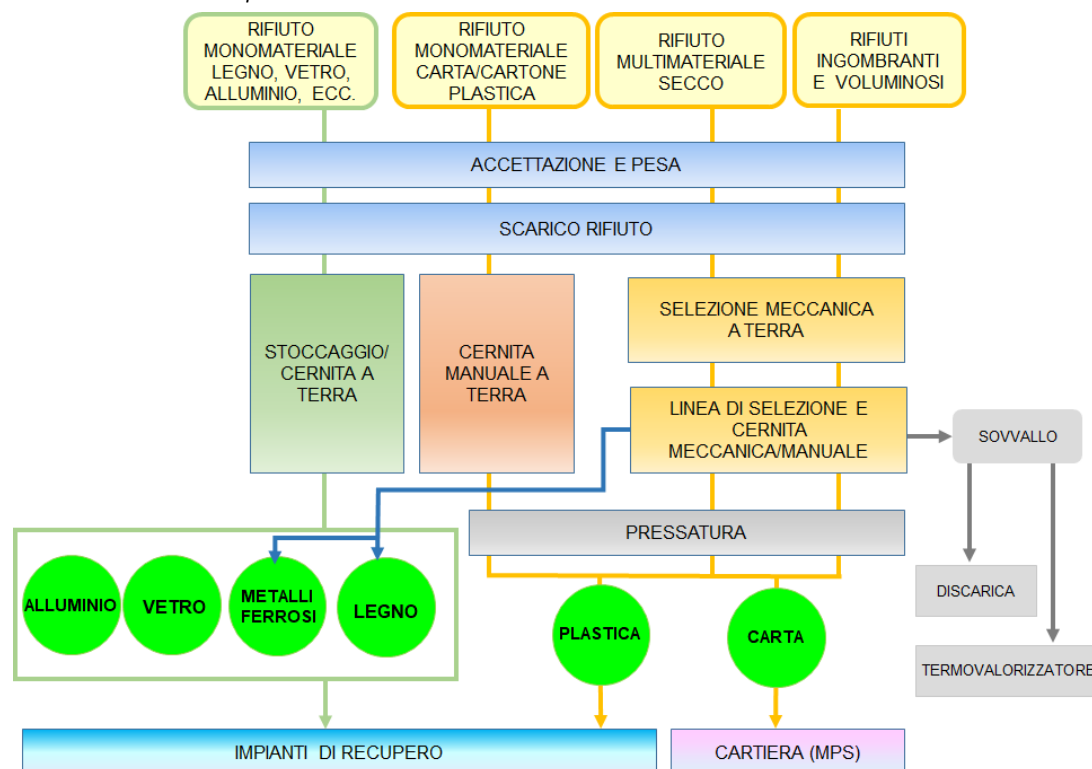 RIFIUTO
MONOMATERIALE
LEGNO, VETRO,
ALLUMINIO, ECC.
RIFIUTO
MONOMATERIALE
CARTA/CARTONE
PLASTICA
RIFIUTO
MULTIMATERIALE
SECCO
RIFIUTI
INGOMBRANTI
E VOLUMINOSI
ACCETTAZIONE E PESA
SCARICO RIFIUTO
STOCCAGGIO/
CERNITA A
TERRA
CERNITA
MANUALE A
TERRA
SELEZIONE MECCANICA
A TERRA
LINEA DI SELEZIONE E
CERNITA
MECCANICA/MANUALE
SOVVALLO
PRESSATURA
ALLUMINIO
VETRO
METALLI
FERROSI
LEGNO
PLASTICA
CARTA
DISCARICA
TERMOVALORIZZATORE
IMPIANTI DI RECUPERO
CARTIERA (MPS)